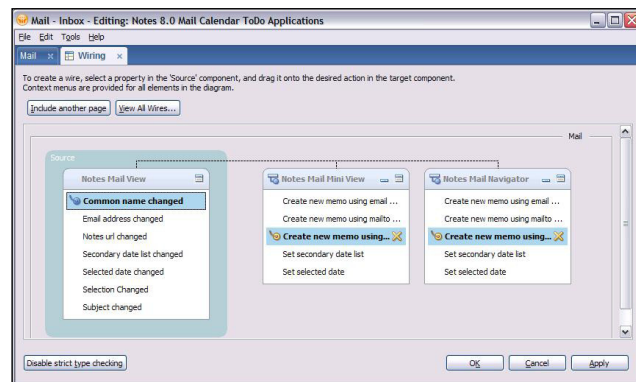 Mail - Inbox - Editing: Notes 8.0 Mail Calendar ToDo Applications
File Edit Tools Help
Mail
Wiring
To create a wire, select a property in the 'Source' component, and drag it onto the desired action in the target component.
Context menus are provided for all elements in the diagram.
Include another page
View All Wires...
Mail
Source
Notes Mail View
Common name changed
Email address changed
Notes url changed
Secondary date list changed
Selected date changed
Selection Changed
Subject changed
Notes Mail Mini View
Create new memo using email ...
Create new memo using mailto ...
Create new memo using...
Set secondary date list
Set selected date
Notes Mail Navigator
Create new memo using email ...
Create new memo using mailto ...
Create new memo using...
Set secondary date list
Set selected date
Disable strict type checking
OK
Cancel
Apply